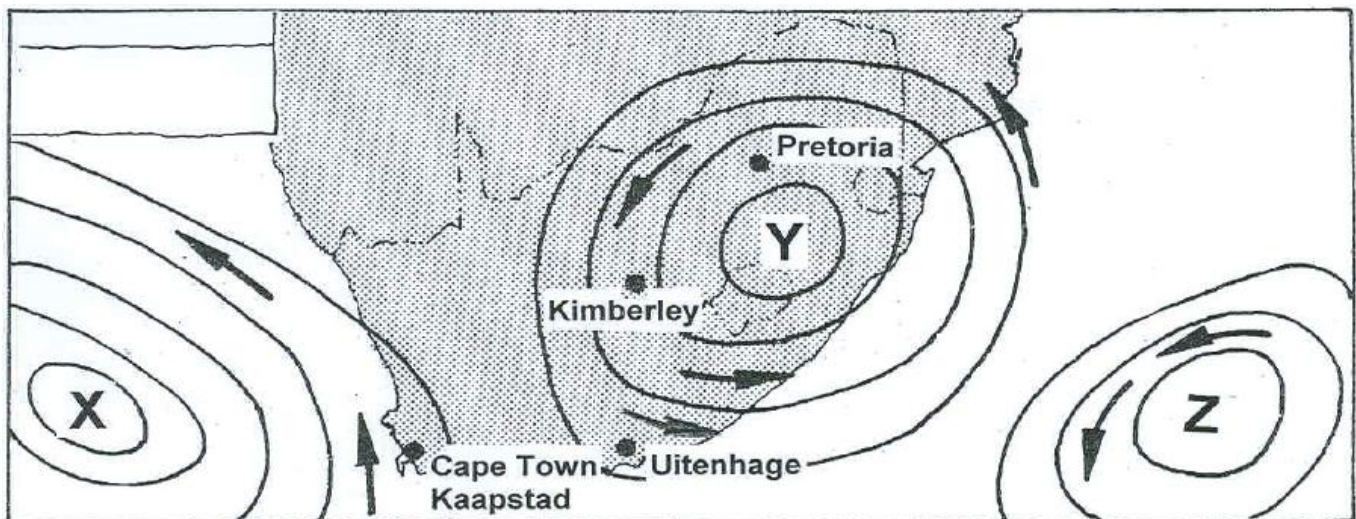 Pretoria
Y
Kimberley
X
Z
Cape Town
Kaapstad
Uitenhage